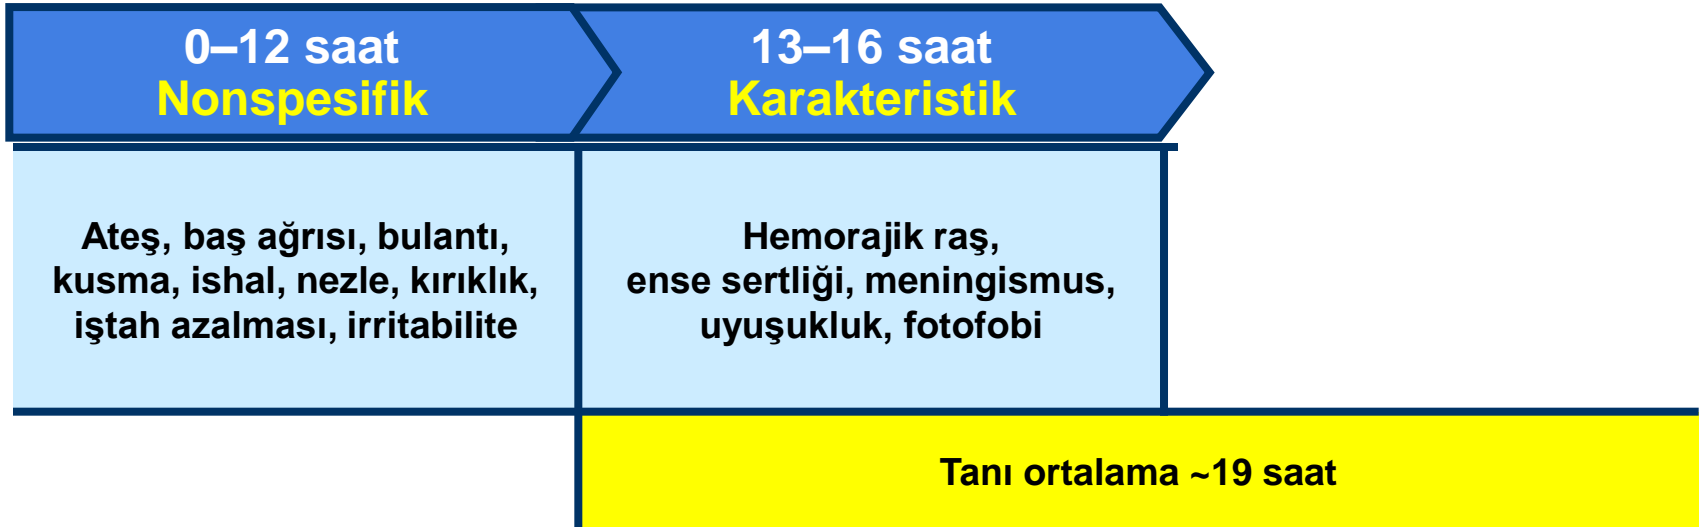 0–12 saat
Nonspesifik
13–16 saat
Karakteristik
Ateş, baş ağrısı, bulantı,
kusma, ishal, nezle, kırıklık,
iştah azalması, irritabilite
Hemorajik raş,
ense sertliği, meningismus,
uyuşukluk, fotofobi
Tanı ortalama ~19 saat